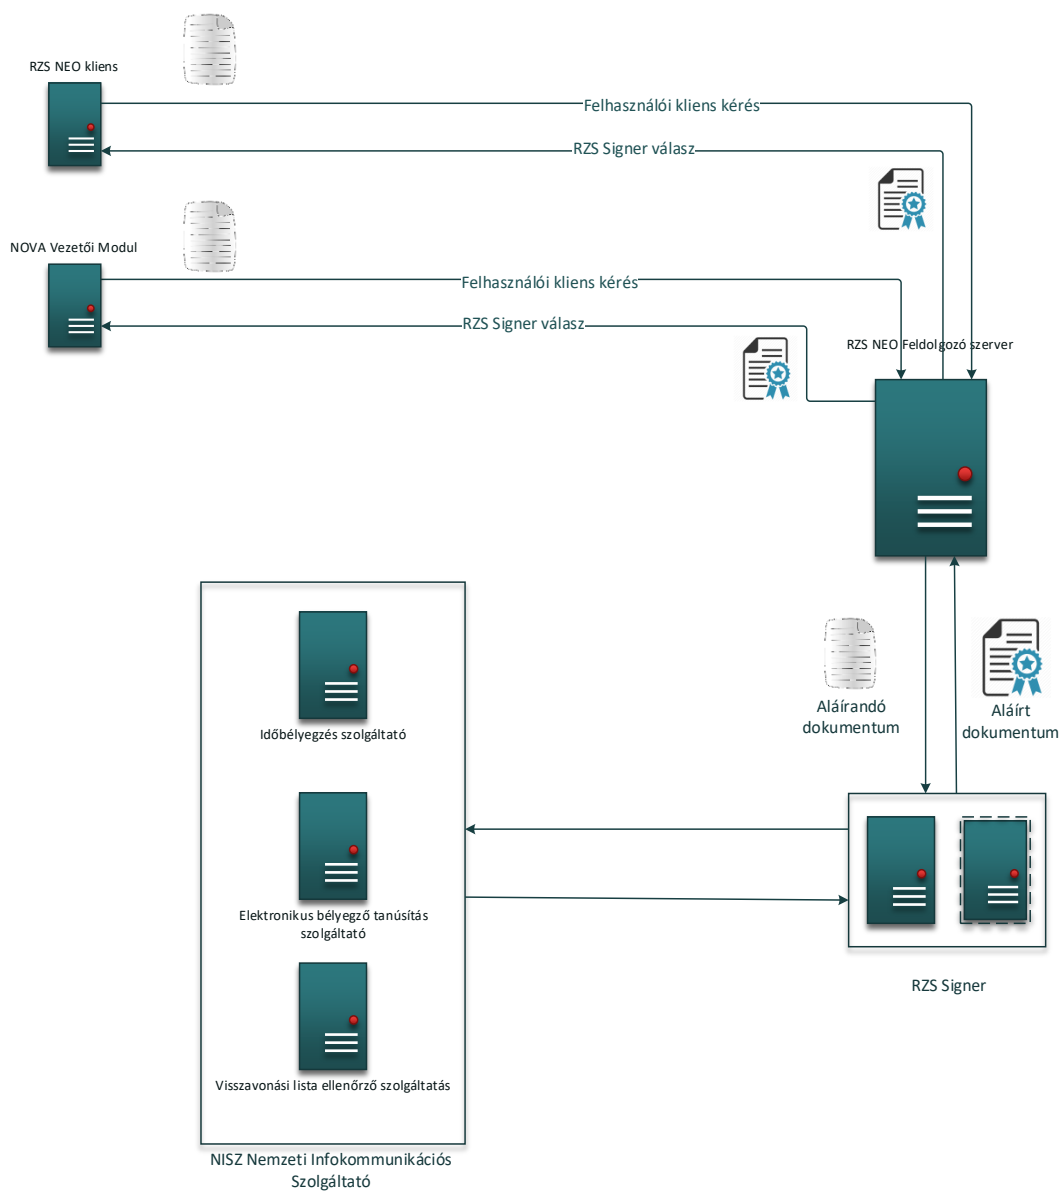 RZS NEO kliens
Felhasználói kliens kérés
RZS Signer válasz
NOVA Vezetői Modul
Felhasználói kliens kérés
RZS Signer válasz
RZS NEO Feldolgozó szerver
Aláírandó
dokumentum
Aláírt
dokumentum
Időbélyegzés szolgáltató
Elektronikus bélyegző tanúsítás
szolgáltató
RZS Signer
Visszavonási lista ellenőrző szolgáltatás
NISZ Nemzeti Infokommunikációs
Szolgáltató